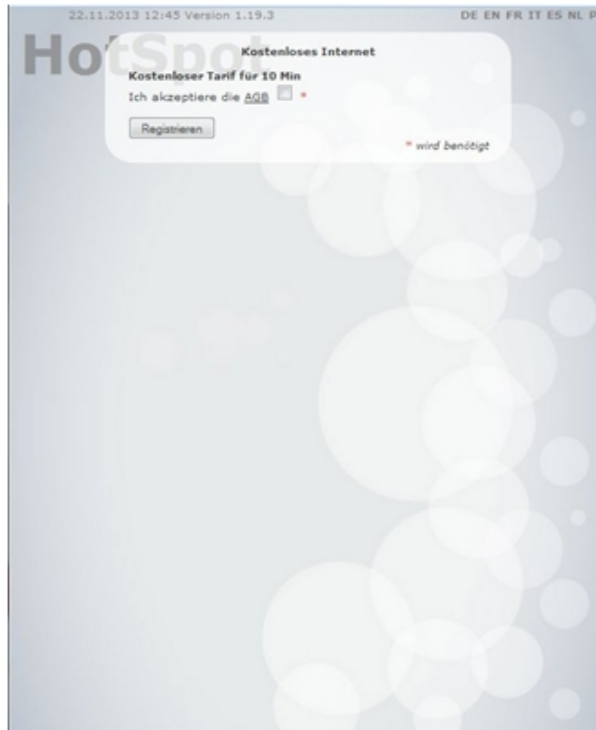 22.11.2013 12:45 Version 1.19.3 DE EN FR IT ES NL
HotSpot
Kostenloses Internet
Kostenloser Tarif für 10 Min
Ich akzeptiere die AGB *
Registrieren
* wird benötigt